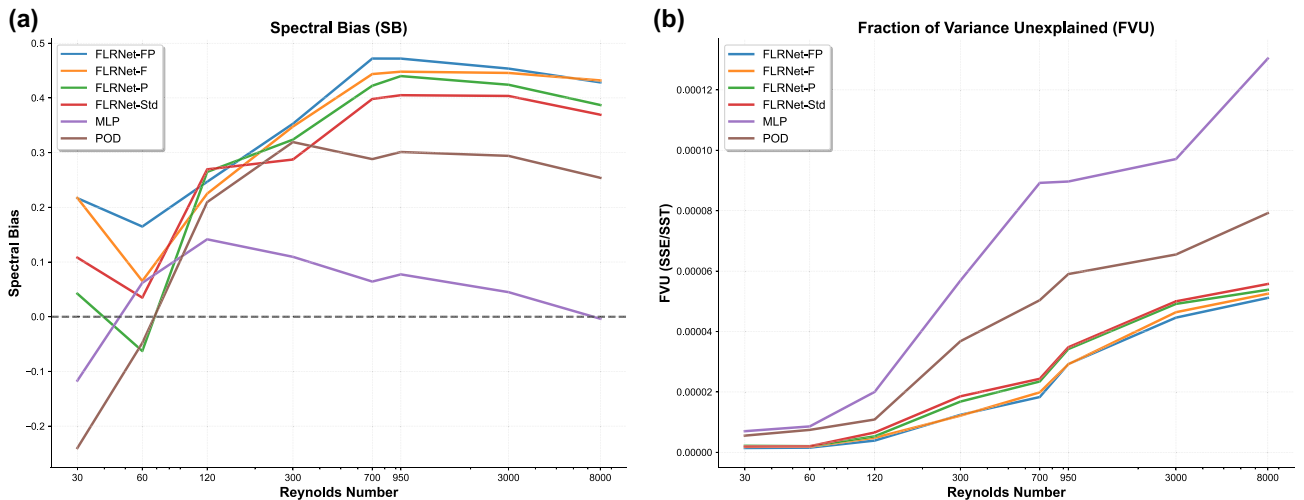 (a)
Spectral Bias (SB)
FLRNet-FP
FLRNet-F
FLRNet-P
FLRNet-Std
MLP
POD
0.5
0.4
0.3
0.2
0.1
0.0
−0.1
−0.2
Spectral Bias
30
60
120
300
700
950
3000
8000
Reynolds Number
(b)
Fraction of Variance Unexplained (FVU)
FLRNet-FP
FLRNet-F
FLRNet-P
FLRNet-Std
MLP
POD
0.00012
0.00010
0.00008
0.00006
0.00004
0.00002
0.00000
FVU (SSE/SST)
30
60
120
300
700
950
3000
8000
Reynolds Number